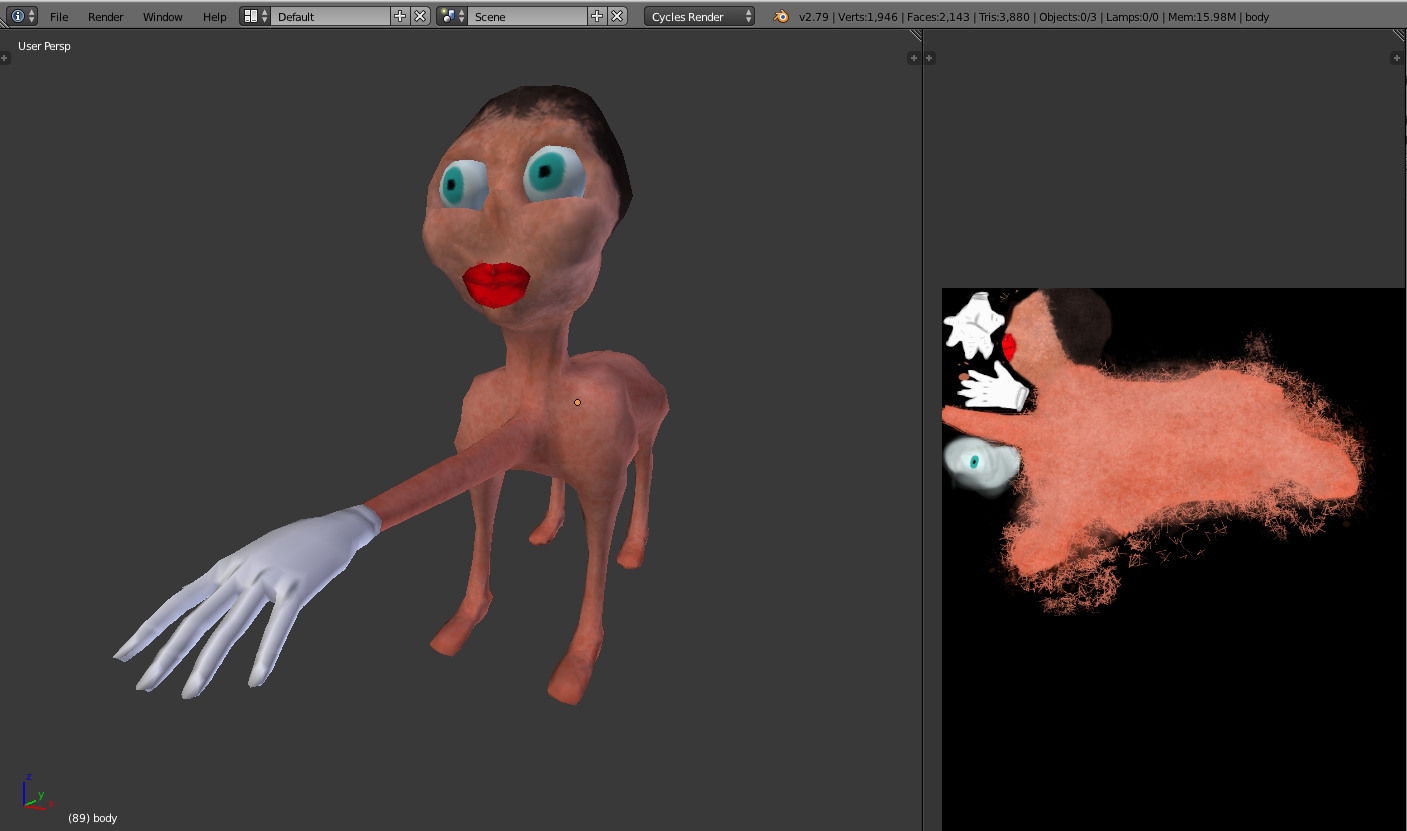 File Render Window Help Default Scene Cycles Render v2.79 | Verts:1,946 | Faces:2,143 | Tris:3,880 | Objects:0/3 | Lamps:0/0 | Mem:15.98M | body
User Persp
z
y
x
(89) body